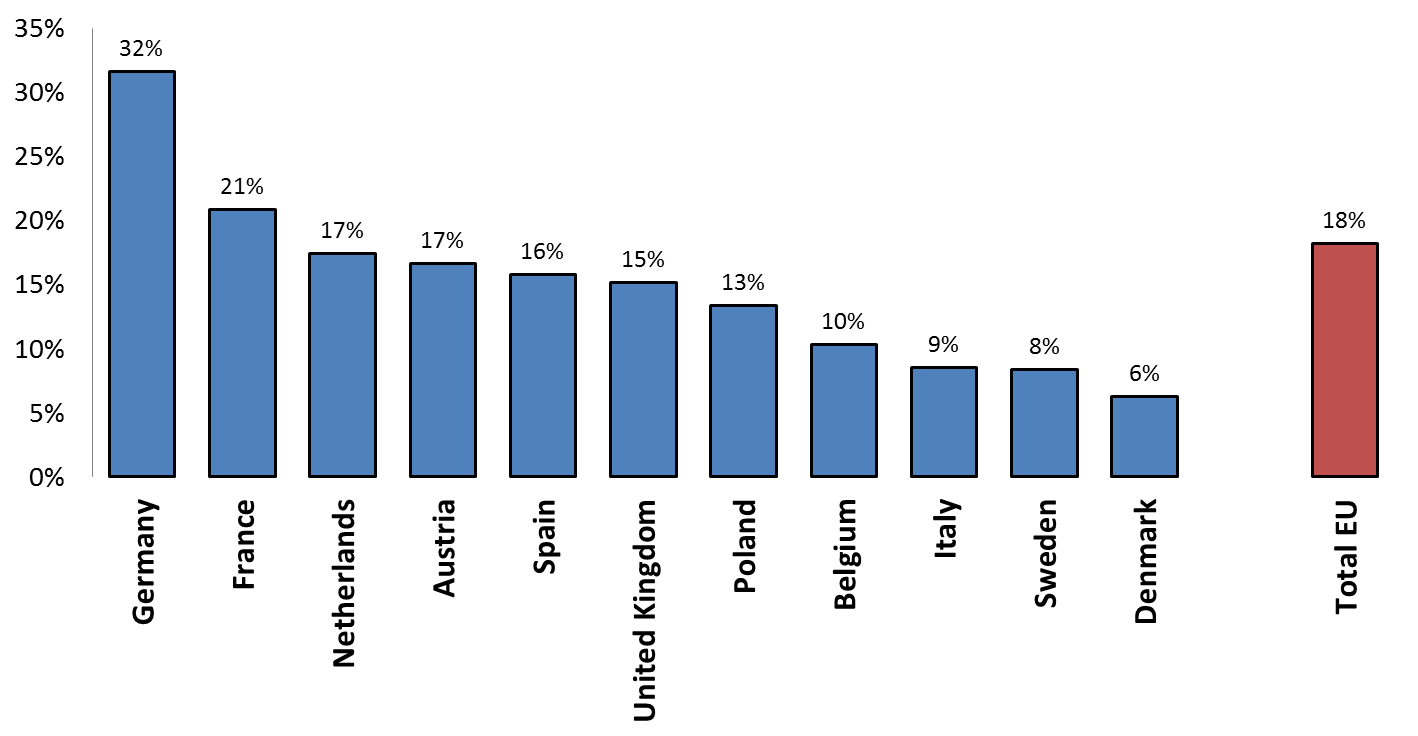 35%
30%
25%
20%
15%
10%
5%
0%
32%
21%
17%
17%
16%
15%
13%
10%
9%
8%
6%
18%
Germany
France
Netherlands
Austria
Spain
United Kingdom
Poland
Belgium
Italy
Sweden
Denmark
Total EU